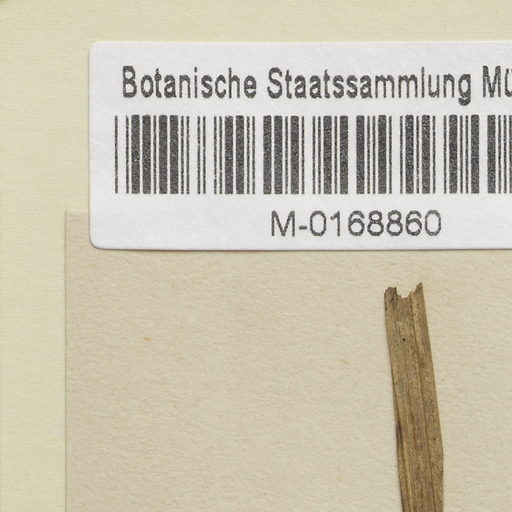 Botanische Staatssammlung Mü
M-0168860